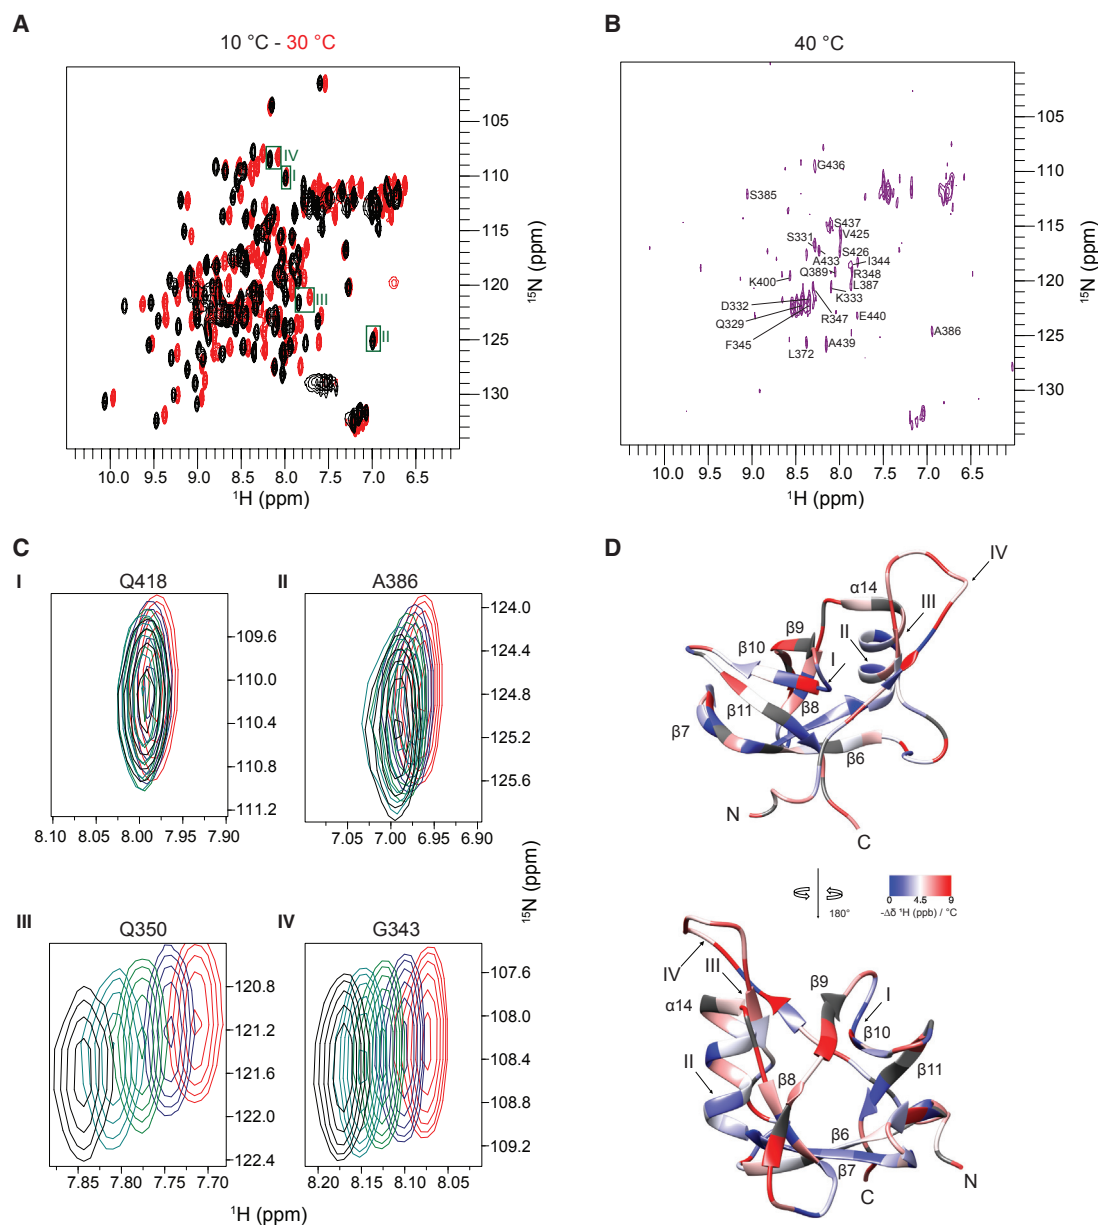 A
10 °C - 30 °C
IV
I
III
II
105
110
115
120
125
130
15N (ppm)
10.0 9.5 9.0 8.5 8.0 7.5 7.0 6.5
1H (ppm)
B
40 °C
G436
S385
S437
V425
S331
S426
A433
I344
Q389
R348
K400
L387
K333
D332
R347
E440
Q329
A386
F345
A439
L372
105
110
115
120
125
130
15N (ppm)
10.0 9.5 9.0 8.5 8.0 7.5 7.0 6.5
1H (ppm)
C
I
Q418
109.6
110.0
110.4
110.8
111.2
8.10 8.05 8.00 7.95 7.90
II
A386
124.0
124.4
124.8
125.2
125.6
7.05 7.00 6.95 6.90
III
Q350
120.8
121.2
121.6
122.0
122.4
7.85 7.80 7.75 7.70
IV
G343
107.6
108.0
108.4
108.8
109.2
8.20 8.15 8.10 8.05
15N (ppm)
1H (ppm)
D
IV
α14
III
β9
II
β10
I
β11
β8
β7
β6
N
C
180°
0 4.5 9
-Δδ 1H (ppb) / °C
IV
III
β9
I
α14
β10
II
β8
β11
β6
β7
C
N